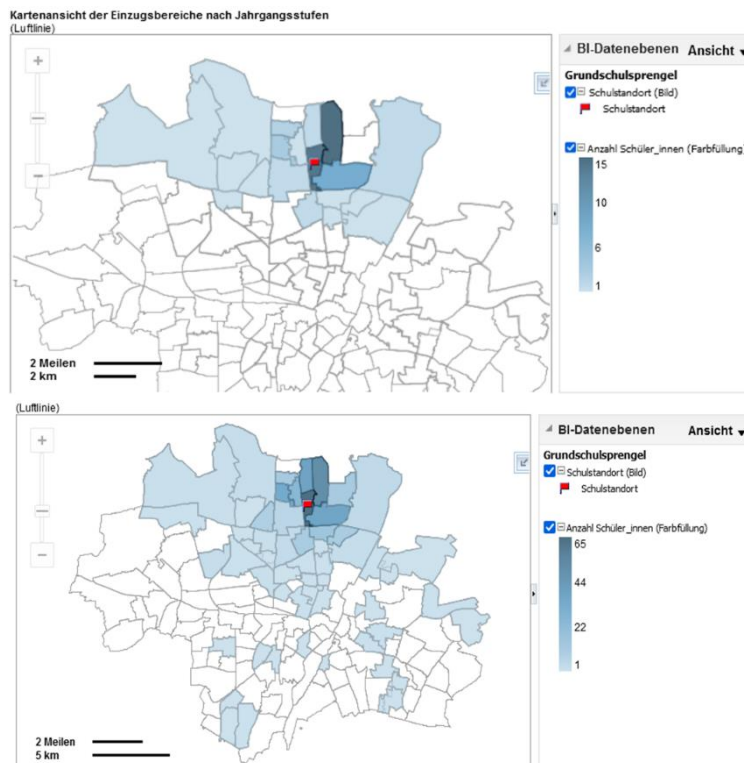 Kartenansicht der Einzugsbereiche nach Jahrgangsstufen
(Luftlinie)
BI-Datenebenen Ansicht
Grundschulsprengel
Schulstandort (Bild)
Schulstandort
Anzahl Schüler_innen (Farbfüllung)
15
10
6
1
2 Meilen
2 km
(Luftlinie)
BI-Datenebenen Ansicht
Grundschulsprengel
Schulstandort (Bild)
Schulstandort
Anzahl Schüler_innen (Farbfüllung)
65
44
22
1
2 Meilen
5 km